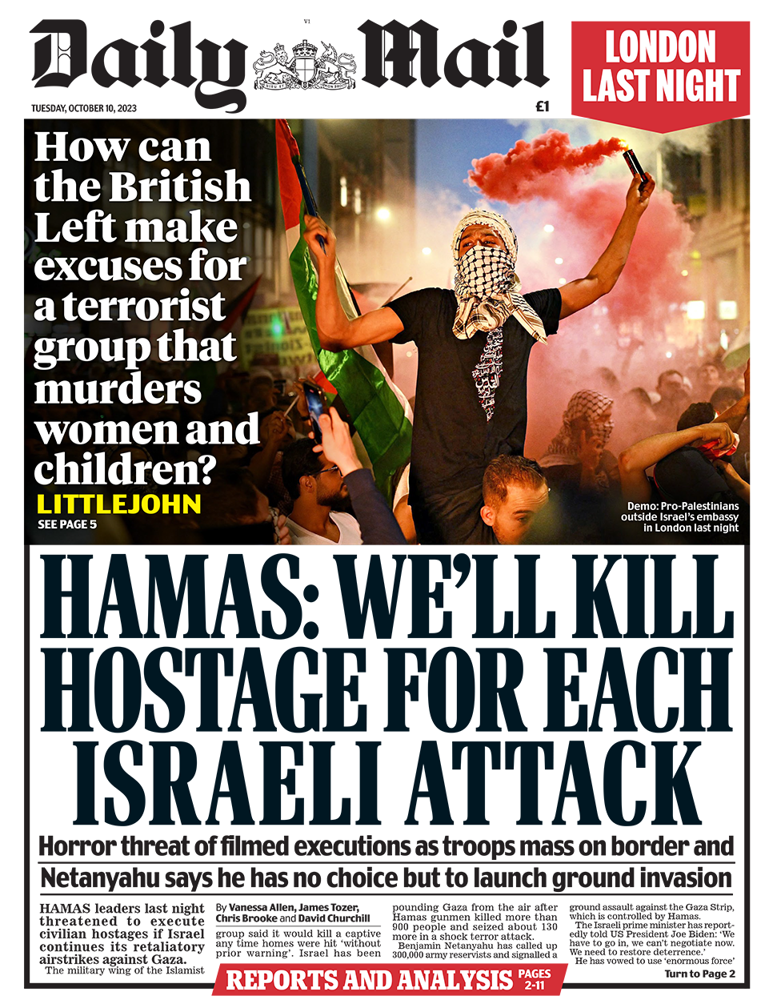 Daily Mail
V1
DIEU ET MON DROIT
TUESDAY, OCTOBER 10, 2023
£1
LONDON
LAST NIGHT
How can
the British
Left make
excuses for
a terrorist
group that
murders
women and
children?
LITTLEJOHN
SEE PAGE 5
Demo: Pro-Palestinians
outside Israel's embassy
in London last night
HAMAS: WE'LL KILL
HOSTAGE FOR EACH
ISRAELI ATTACK
Horror threat of filmed executions as troops mass on border and
Netanyahu says he has no choice but to launch ground invasion
HAMAS leaders last night
threatened to execute
civilian hostages if Israel
continues its retaliatory
airstrikes against Gaza.
The military wing of the Islamist
By Vanessa Allen, James Tozer,
Chris Brooke and David Churchill
group said it would kill a captive
any time homes were hit 'without
prior warning'. Israel has been
pounding Gaza from the air after
Hamas gunmen killed more than
900 people and seized about 130
more in a shock terror attack.
Benjamin Netanyahu has called up
300,000 army reservists and signalled a
ground assault against the Gaza Strip,
which is controlled by Hamas.
The Israeli prime minister has report-
edly told US President Joe Biden: 'We
have to go in, we can't negotiate now.
We need to restore deterrence.'
He has vowed to use 'enormous force'
Turn to Page 2
REPORTS AND ANALYSIS PAGES
2-11